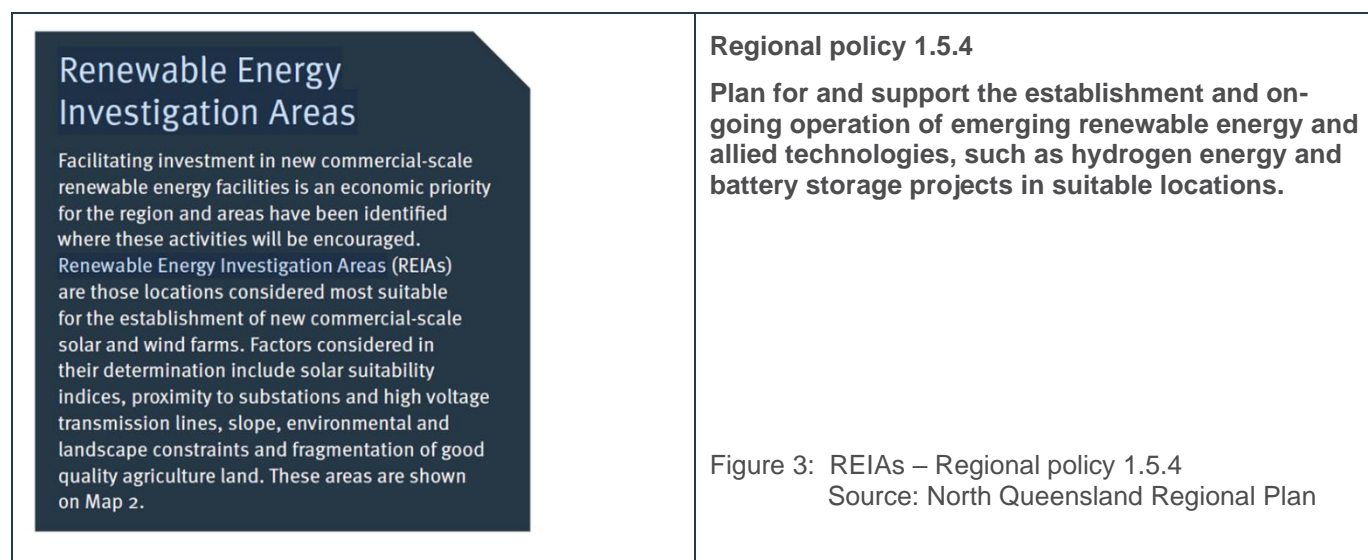 Renewable Energy
Investigation Areas
Facilitating investment in new commercial-scale
renewable energy facilities is an economic priority
for the region and areas have been identified
where these activities will be encouraged.
Renewable Energy Investigation Areas (REIAs)
are those locations considered most suitable
for the establishment of new commercial-scale
solar and wind farms. Factors considered in
their determination include solar suitability
indices, proximity to substations and high voltage
transmission lines, slope, environmental and
landscape constraints and fragmentation of good
quality agriculture land. These areas are shown
on Map 2.
Regional policy 1.5.4
Plan for and support the establishment and on-
going operation of emerging renewable energy and
allied technologies, such as hydrogen energy and
battery storage projects in suitable locations.
Figure 3: REIAs – Regional policy 1.5.4
Source: North Queensland Regional Plan